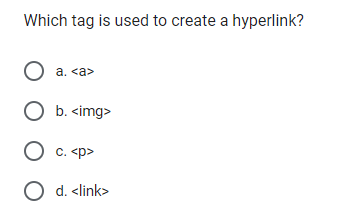 Which tag is used to create a hyperlink?
a. <a>
b. <img>
c. <p>
d. <link>